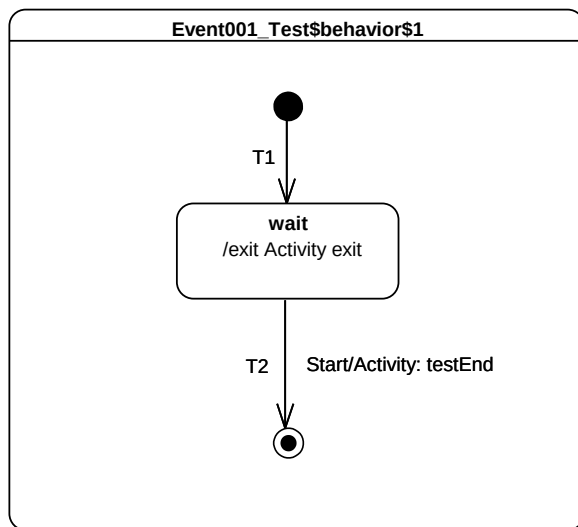 Event001_Test$behavior$1
T1
wait
/exit Activity exit
T2 Start/Activity: testEnd